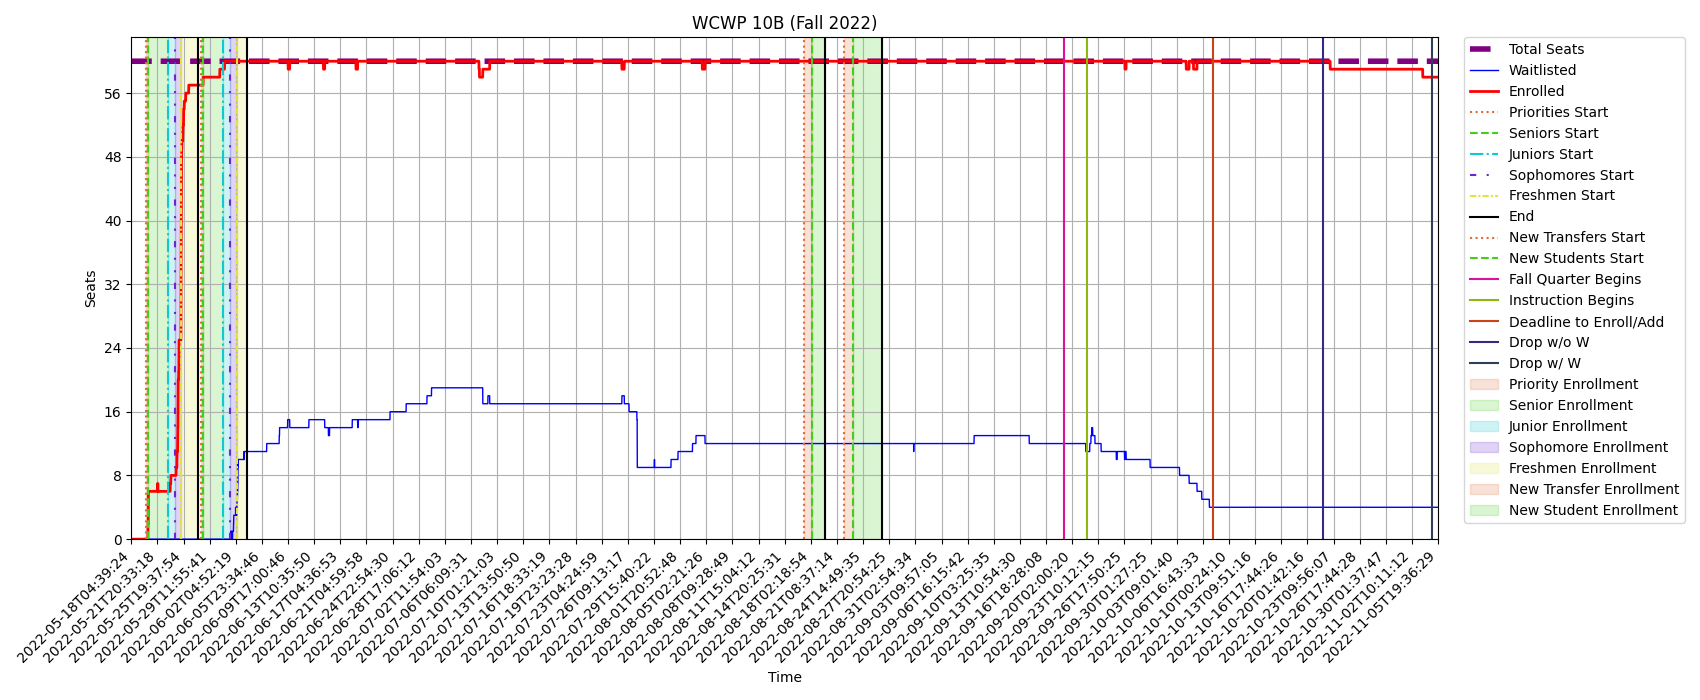 WCWP 10B (Fall 2022)
Seats
56
48
40
32
24
16
8
0
2022-05-18T04:39:24
2022-05-21T20:33:18
2022-05-25T19:37:54
2022-05-29T11:55:41
2022-06-02T04:52:19
2022-06-05T23:34:46
2022-06-09T17:00:46
2022-06-13T10:35:50
2022-06-17T04:36:53
2022-06-21T04:59:58
2022-06-24T22:54:30
2022-06-28T17:06:12
2022-07-02T11:54:03
2022-07-06T06:09:31
2022-07-10T01:21:03
2022-07-13T13:50:50
2022-07-16T18:33:19
2022-07-19T23:23:28
2022-07-23T04:24:59
2022-07-26T09:13:17
2022-07-29T15:40:22
2022-08-01T20:52:48
2022-08-05T02:21:26
2022-08-08T09:28:49
2022-08-11T15:04:12
2022-08-14T20:25:31
2022-08-18T02:18:54
2022-08-21T08:37:14
2022-08-24T14:49:35
2022-08-27T20:54:25
2022-08-31T02:54:34
2022-09-03T09:57:05
2022-09-06T16:15:42
2022-09-10T03:25:35
2022-09-13T10:54:30
2022-09-16T18:28:09
2022-09-20T02:00:20
2022-09-23T10:12:15
2022-09-26T17:50:25
2022-09-30T01:27:25
2022-10-03T09:01:40
2022-10-06T16:43:33
2022-10-10T00:24:10
2022-10-13T09:51:16
2022-10-16T17:44:26
2022-10-20T01:42:16
2022-10-23T09:56:07
2022-10-26T17:44:28
2022-10-30T01:37:47
2022-11-02T10:11:12
2022-11-05T19:36:29
Time
Total Seats
Waitlisted
Enrolled
Priorities Start
Seniors Start
Juniors Start
Sophomores Start
Freshmen Start
End
New Transfers Start
New Students Start
Fall Quarter Begins
Instruction Begins
Deadline to Enroll/Add
Drop w/o W
Drop w/ W
Priority Enrollment
Senior Enrollment
Junior Enrollment
Sophomore Enrollment
Freshmen Enrollment
New Transfer Enrollment
New Student Enrollment